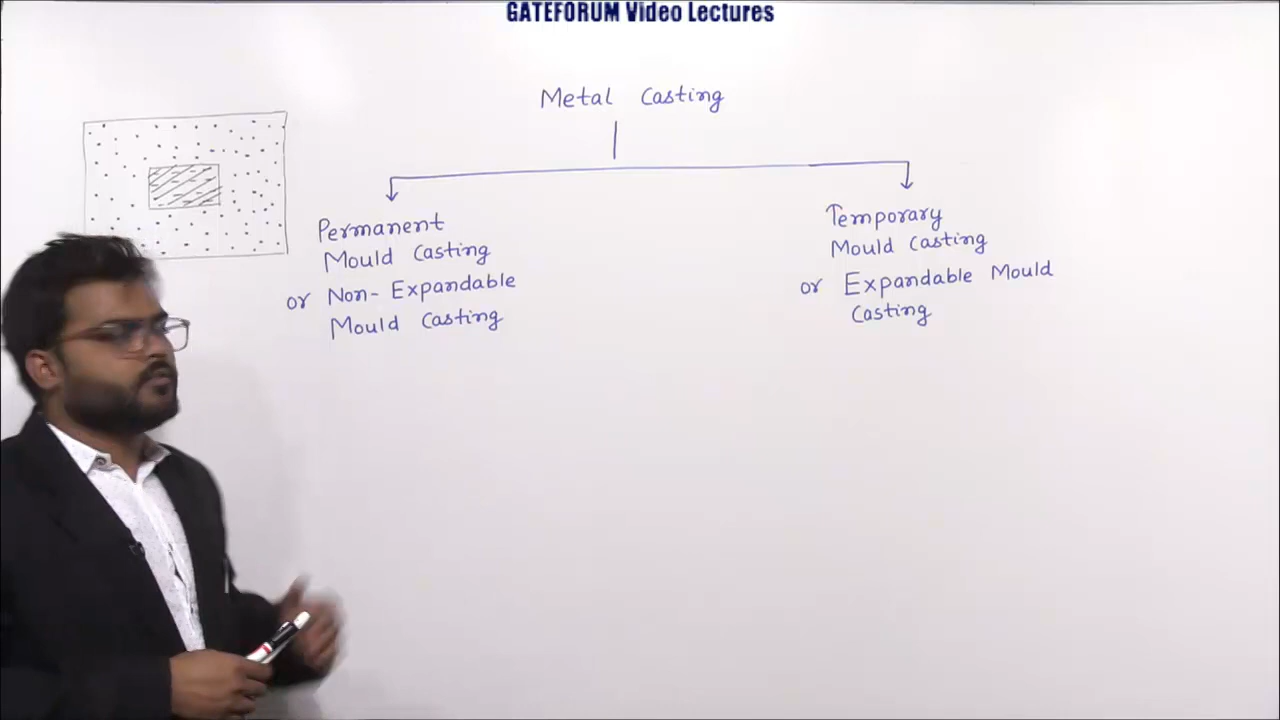 GATEFORUM Video Lectures
Metal Casting
Permanent
Mould Casting
or Non-Expandable
Mould Casting
Temporary
Mould Casting
or Expandable Mould
Casting